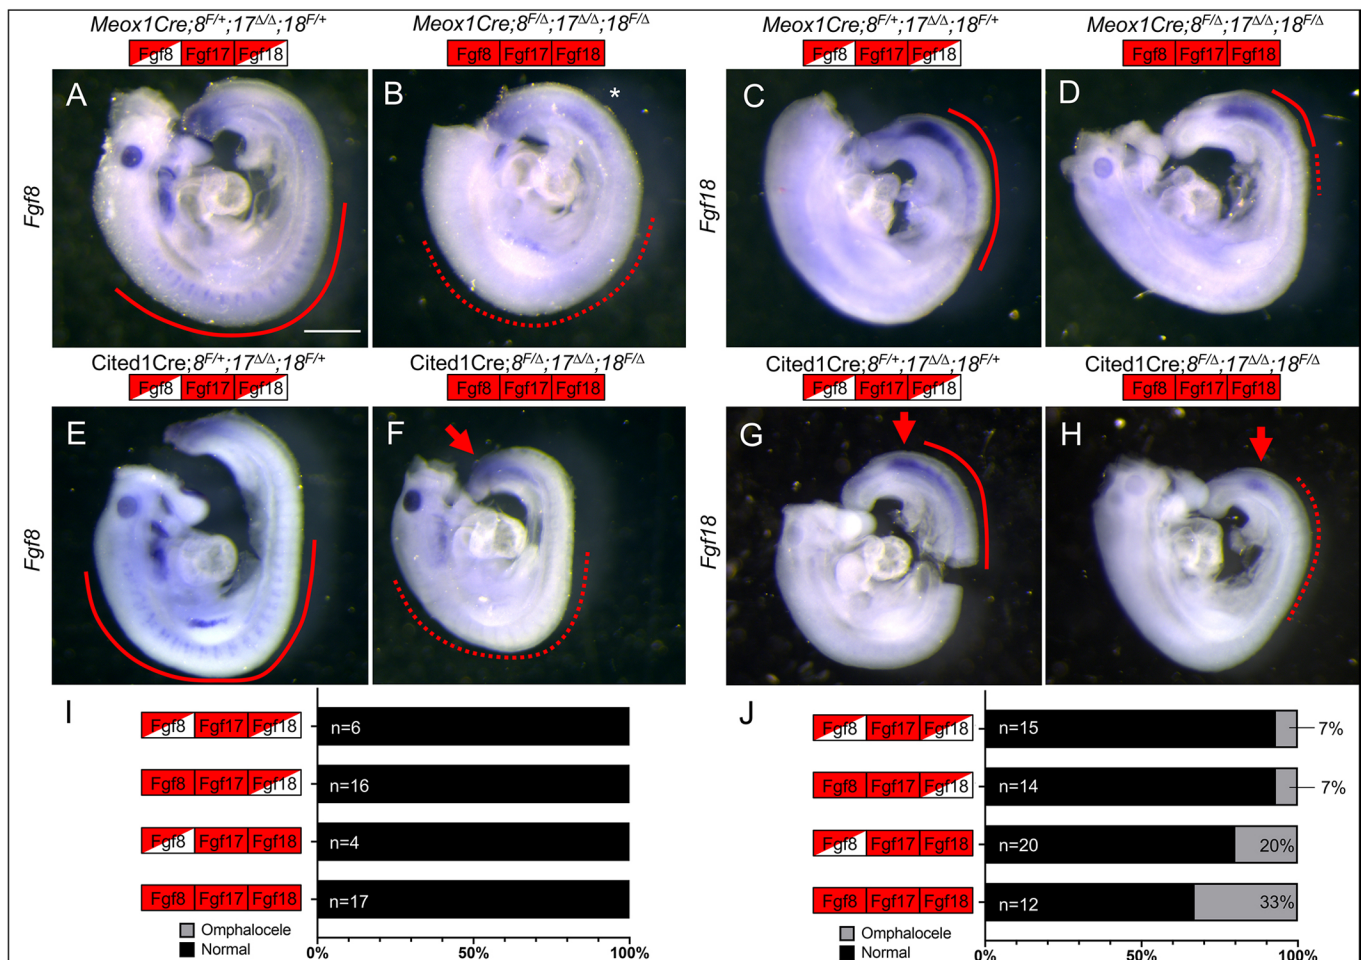 Meox1Cre;8F/+;17Δ/Δ;18F/+
Meox1Cre;8F/Δ;17Δ/Δ;18F/Δ
Meox1Cre;8F/+;17Δ/Δ;18F/+
Meox1Cre;8F/Δ;17Δ/Δ;18F/Δ
Fgf8 Fgf17 Fgf18
Fgf8 Fgf17 Fgf18
Fgf8 Fgf17 Fgf18
Fgf8 Fgf17 Fgf18
A
B
*
C
D
Fgf8
Fgf18
Cited1Cre;8F/+;17Δ/Δ;18F/+
Cited1Cre;8F/Δ;17Δ/Δ;18F/Δ
Cited1Cre;8F/+;17Δ/Δ;18F/+
Cited1Cre;8F/Δ;17Δ/Δ;18F/Δ
Fgf8 Fgf17 Fgf18
Fgf8 Fgf17 Fgf18
Fgf8 Fgf17 Fgf18
Fgf8 Fgf17 Fgf18
E
F
G
H
Fgf8
Fgf18
I
Fgf8 Fgf17 Fgf18 n=6
Fgf8 Fgf17 Fgf18 n=16
Fgf8 Fgf17 Fgf18 n=4
Fgf8 Fgf17 Fgf18 n=17
Omphalocele
Normal
0% 50% 100%
J
Fgf8 Fgf17 Fgf18 n=15 7%
Fgf8 Fgf17 Fgf18 n=14 7%
Fgf8 Fgf17 Fgf18 n=20 20%
Fgf8 Fgf17 Fgf18 n=12 33%
Omphalocele
Normal
0% 50% 100%